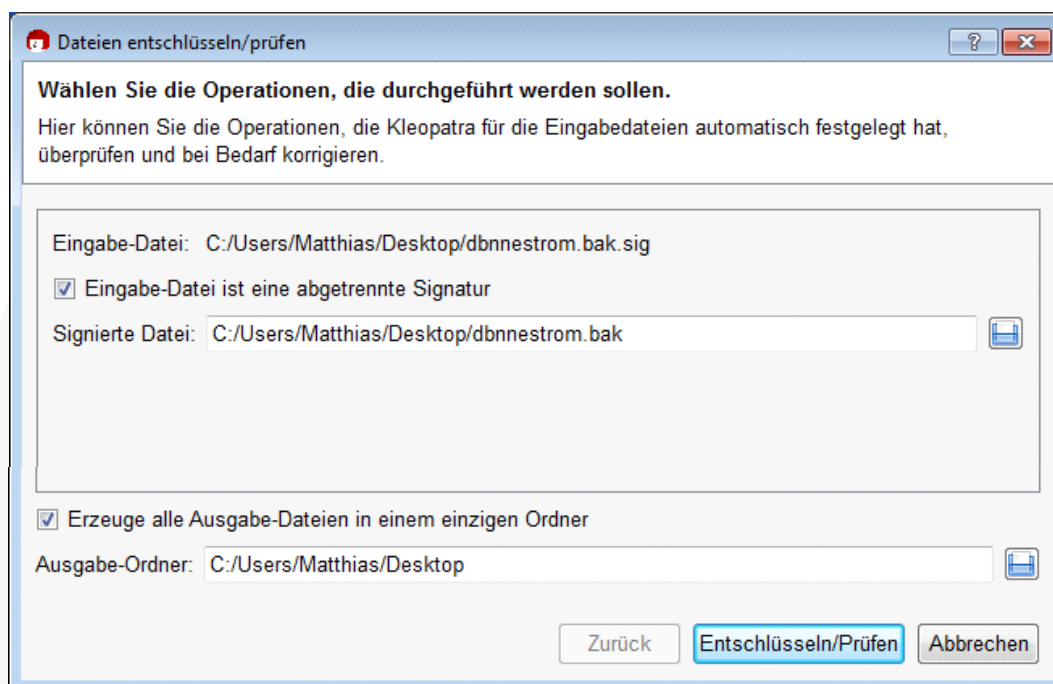 Dateien entschlüsseln/prüfen
Wählen Sie die Operationen, die durchgeführt werden sollen.
Hier können Sie die Operationen, die Kleopatra für die Eingabedateien automatisch festgelegt hat,
überprüfen und bei Bedarf korrigieren.
Eingabe-Datei: C:/Users/Matthias/Desktop/dbnnestrom.bak.sig
Eingabe-Datei ist eine abgetrennte Signatur
Signierte Datei: C:/Users/Matthias/Desktop/dbnnestrom.bak
Erzeuge alle Ausgabe-Dateien in einem einzigen Ordner
Ausgabe-Ordner: C:/Users/Matthias/Desktop
Zurück Entschlüsseln/Prüfen Abbrechen